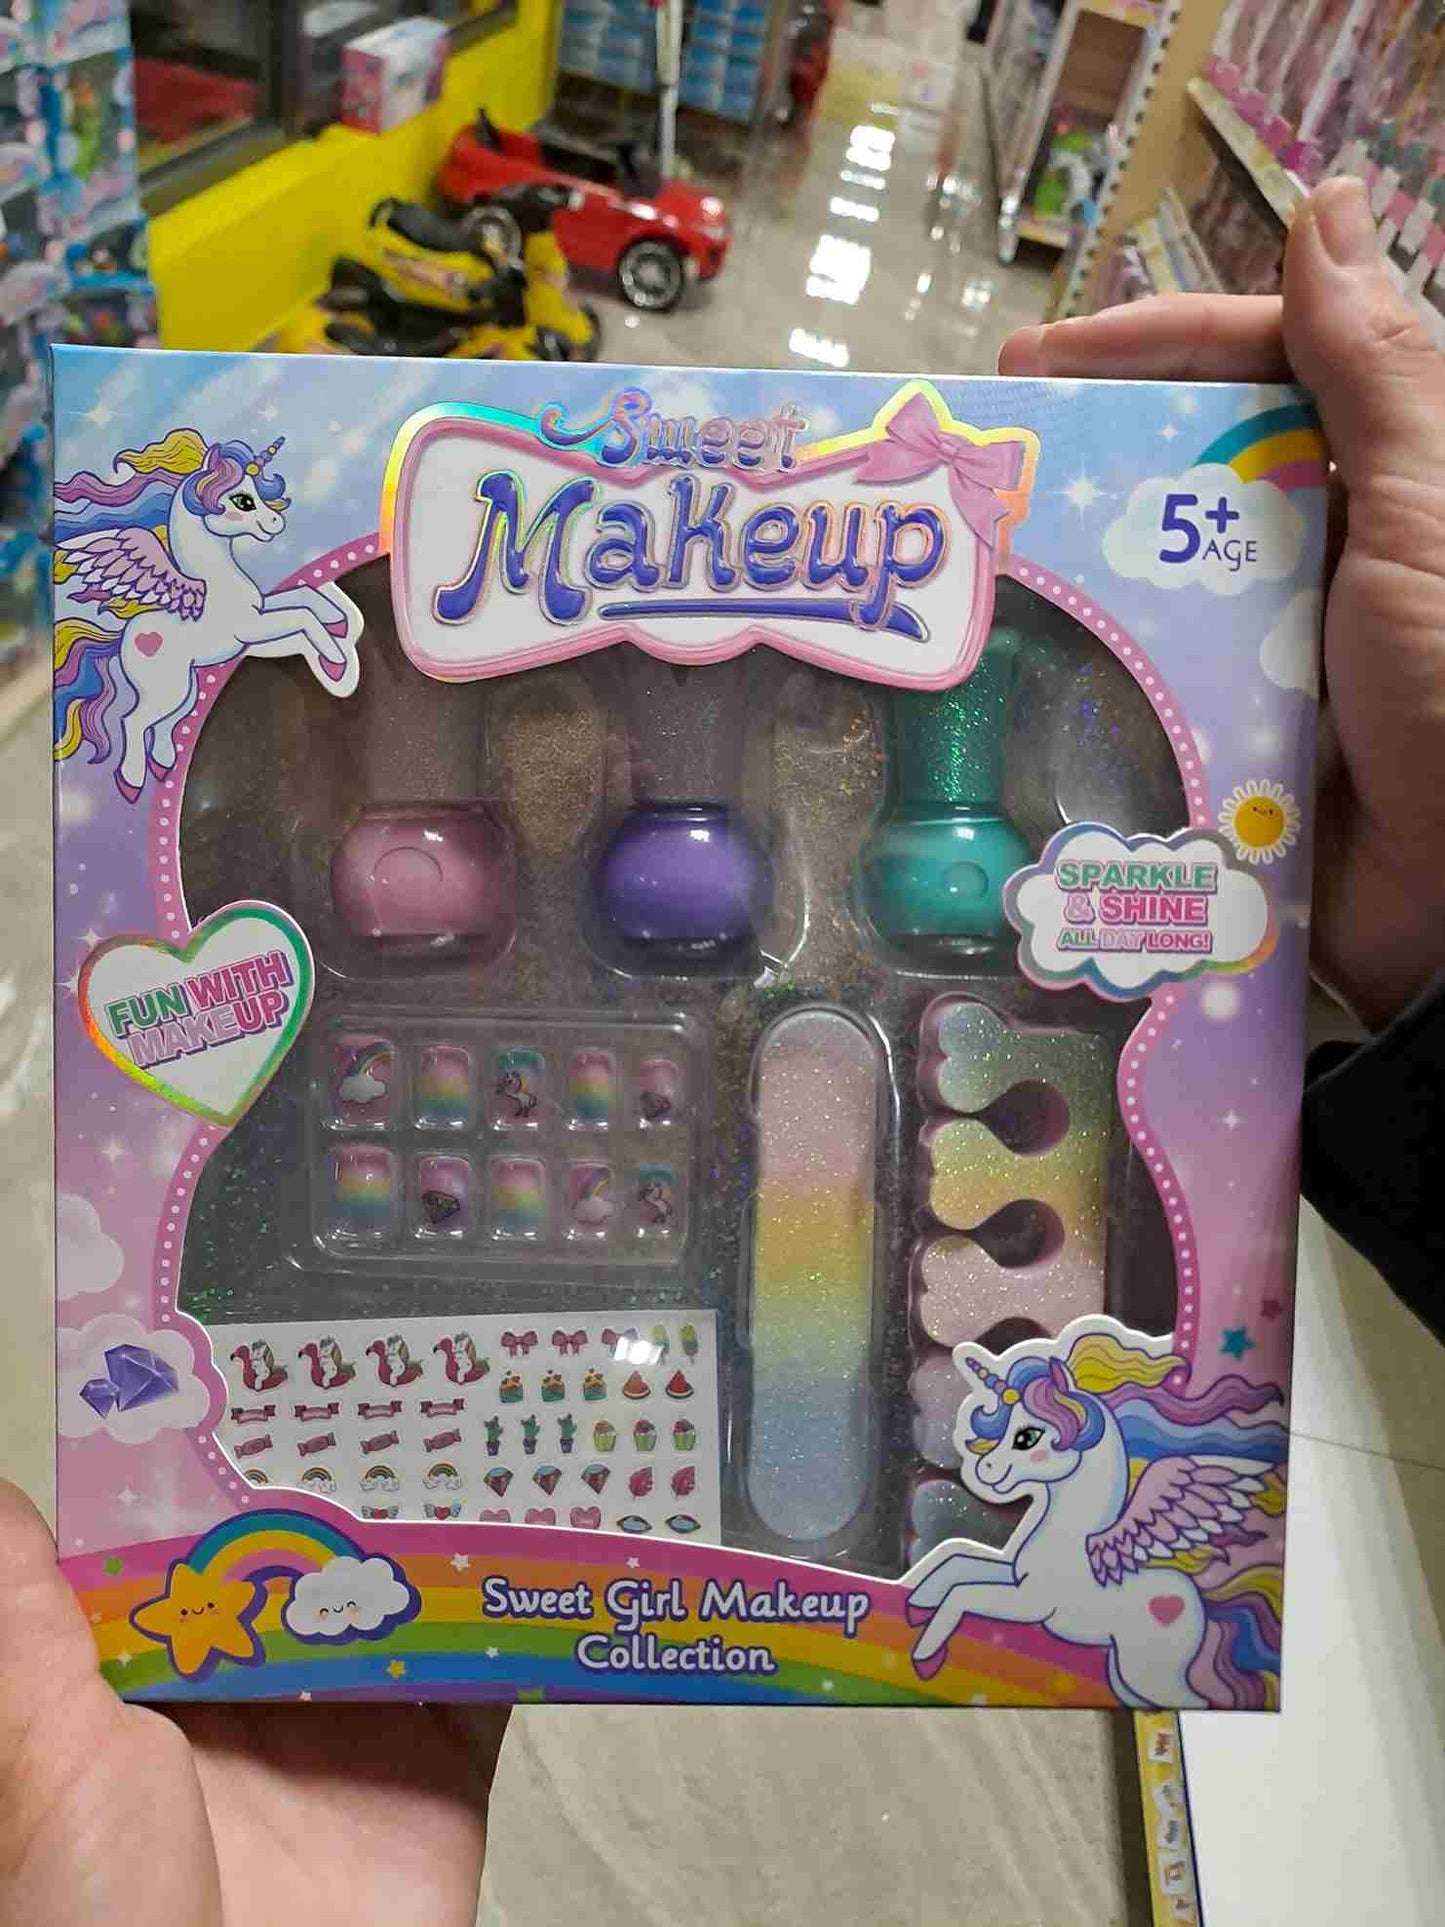 Sweet
Makeup
5+
AGE
SPARKLE
& SHINE
ALL DAY LONG!
FUN WITH
MAKEUP
Sweet Girl Makeup
Collection